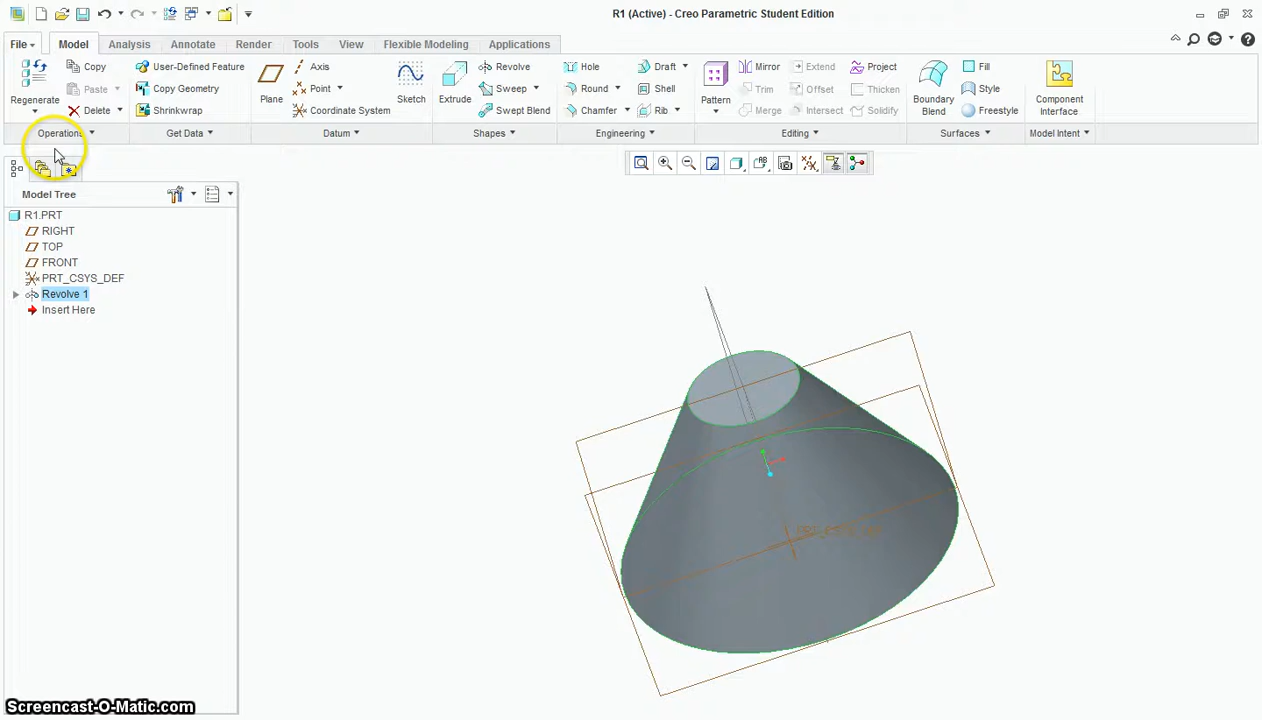 R1 (Active) - Creo Parametric Student Edition
File Model Analysis Annotate Render Tools View Flexible Modeling Applications
Regenerate Copy Paste Delete
User-Defined Feature Copy Geometry Shrinkwrap
Plane Axis Point Coordinate System Sketch
Extrude Revolve Sweep Swept Blend
Hole Round Chamfer Draft Shell Rib
Pattern Mirror Trim Merge Extend Offset Intersect Project Thicken Solidify
Boundary Blend Fill Style Freestyle
Component Interface
Operations Get Data Datum Shapes Engineering Editing Surfaces Model Intent
Model Tree
R1.PRT
RIGHT
TOP
FRONT
PRT_CSYS_DEF
Revolve 1
Insert Here
Screencast-O-Matic.com